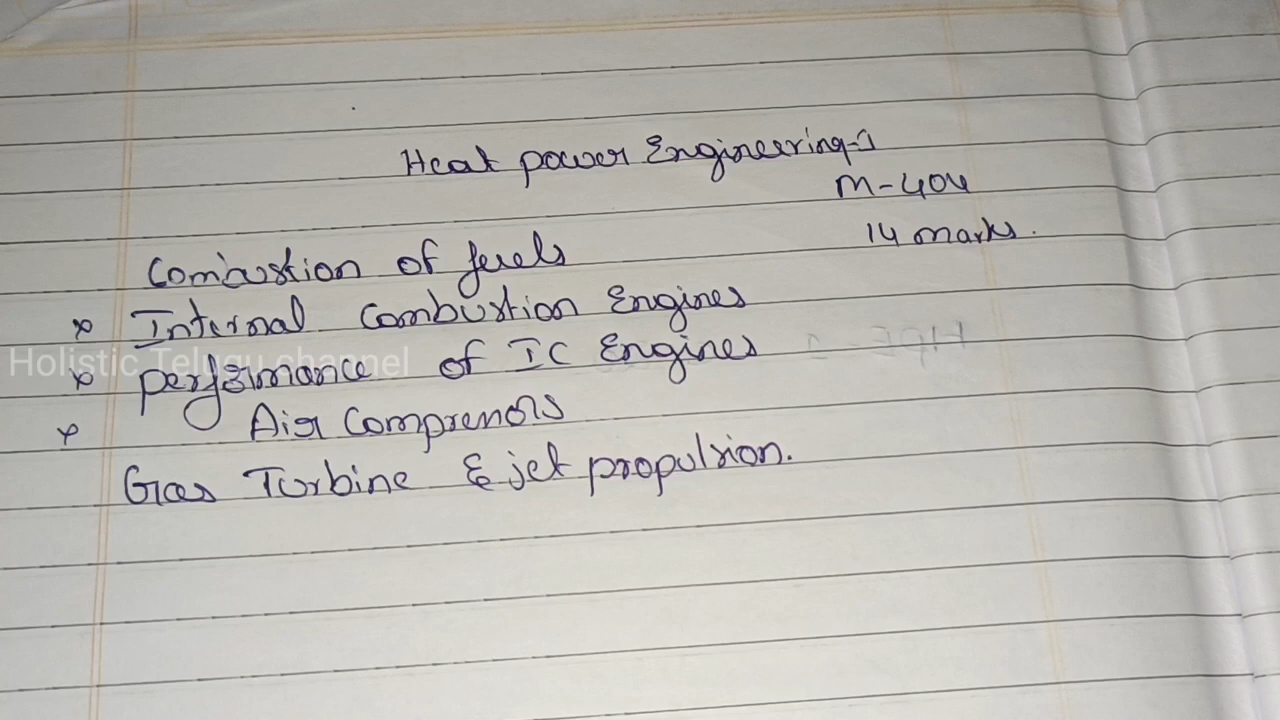 Heat power Engineering-I
M-404
14 marks.
Combustion of fuels
x Internal Combustion Engines
Holistic Telugu channel
x performance of IC Engines
x Air Compressors
Gas Turbine & jet propulsion.